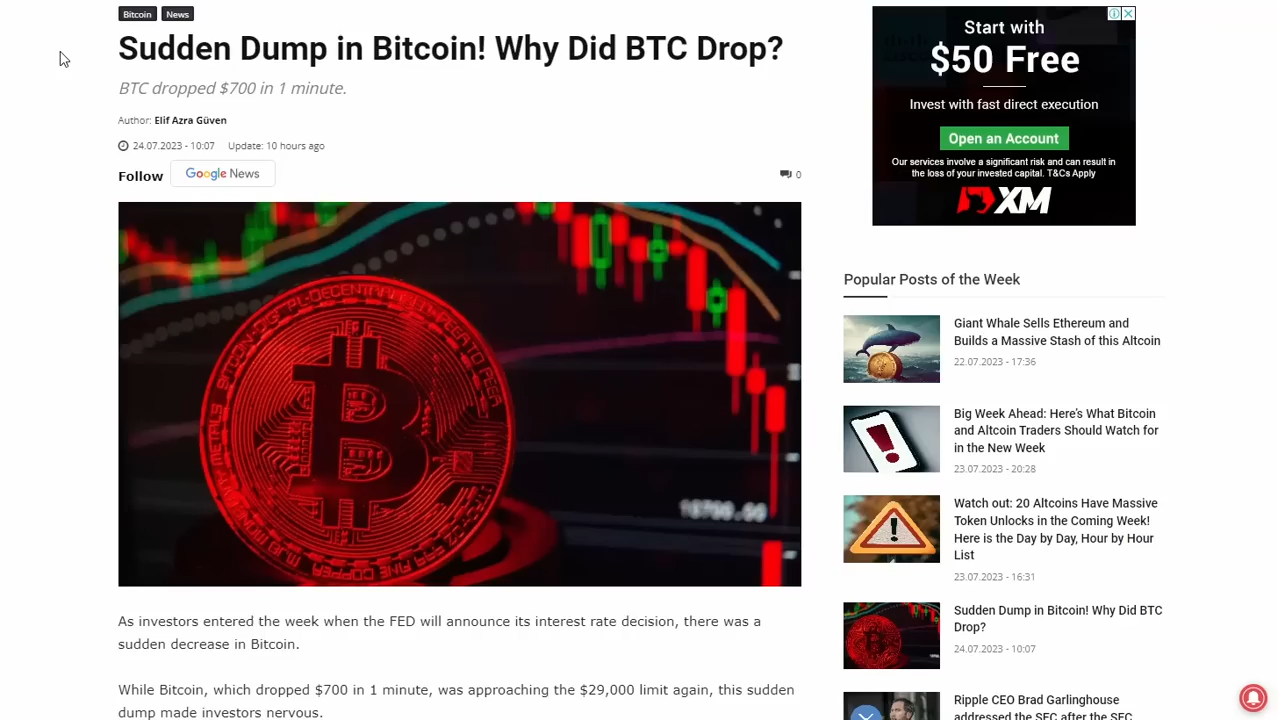 Bitcoin
News
Sudden Dump in Bitcoin! Why Did BTC Drop?
BTC dropped $700 in 1 minute.
Author: Elif Azra Güven
24.07.2023 - 10:07
Update: 10 hours ago
Follow
Google News
0
As investors entered the week when the FED will announce its interest rate decision, there was a
sudden decrease in Bitcoin.
While Bitcoin, which dropped $700 in 1 minute, was approaching the $29,000 limit again, this sudden
dump made investors nervous.
Start with
$50 Free
Invest with fast direct execution
Open an Account
Our services involve a significant risk and can result in
the loss of your invested capital. T&Cs Apply
XM
Popular Posts of the Week
Giant Whale Sells Ethereum and
Builds a Massive Stash of this Altcoin
22.07.2023 - 17:36
Big Week Ahead: Here's What Bitcoin
and Altcoin Traders Should Watch for
in the New Week
23.07.2023 - 20:28
Watch out: 20 Altcoins Have Massive
Token Unlocks in the Coming Week!
Here is the Day by Day, Hour by Hour
List
23.07.2023 - 16:31
Sudden Dump in Bitcoin! Why Did BTC
Drop?
24.07.2023 - 10:07
Ripple CEO Brad Garlinghouse
addressed the SEC after the SEC